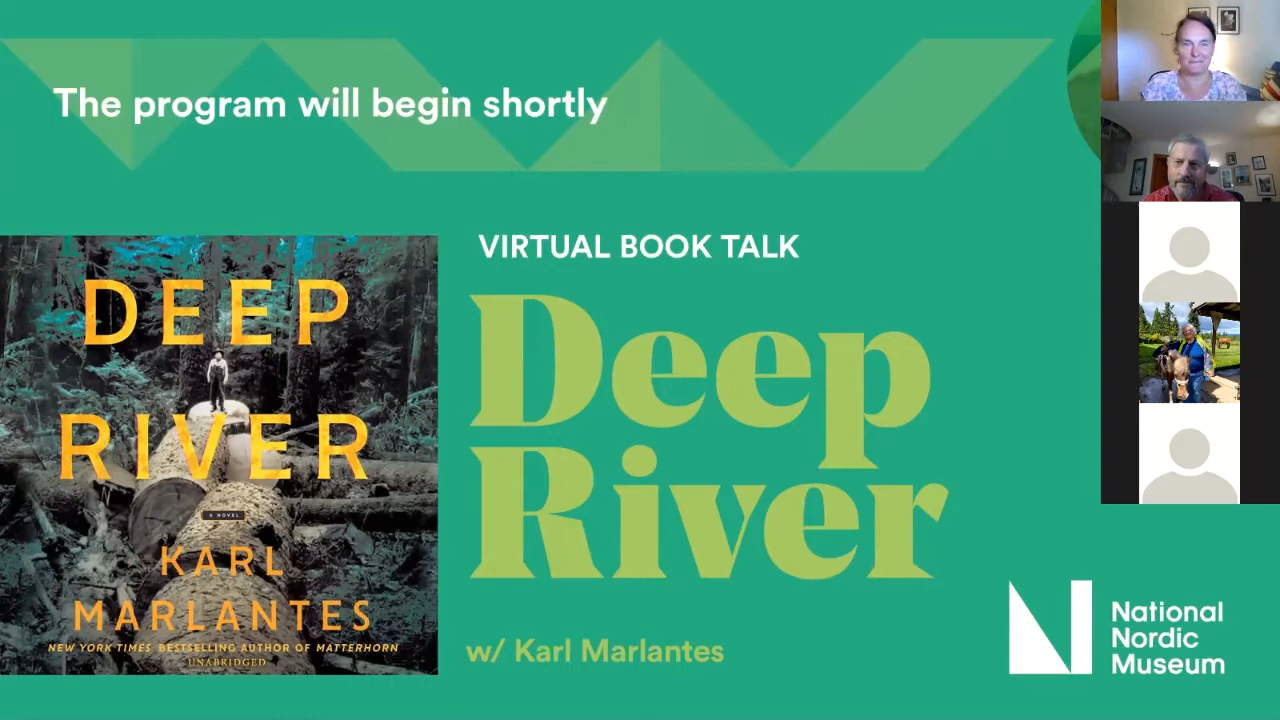 The program will begin shortly
DEEP
RIVER
A NOVEL
KARL
MARLANTES
NEW YORK TIMES BESTSELLING AUTHOR OF MATTERHORN
UNABRIDGED
VIRTUAL BOOK TALK
Deep
River
w/ Karl Marlantes
National
Nordic
Museum